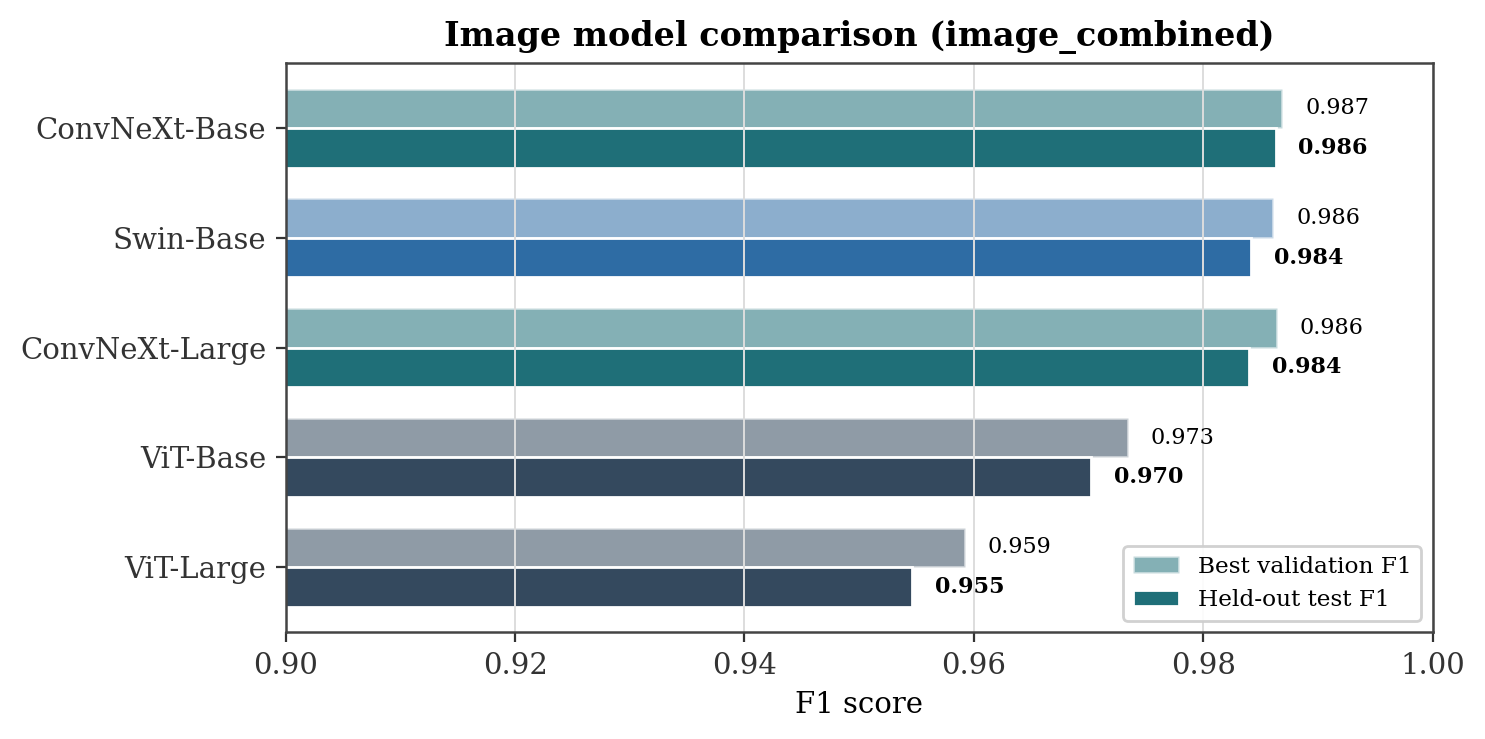 Image model comparison (image_combined)
ConvNeXt-Base
0.987
0.986
Swin-Base
0.986
0.984
ConvNeXt-Large
0.986
0.984
ViT-Base
0.973
0.970
ViT-Large
0.959
0.955
Best validation F1
Held-out test F1
0.90 0.92 0.94 0.96 0.98 1.00
F1 score